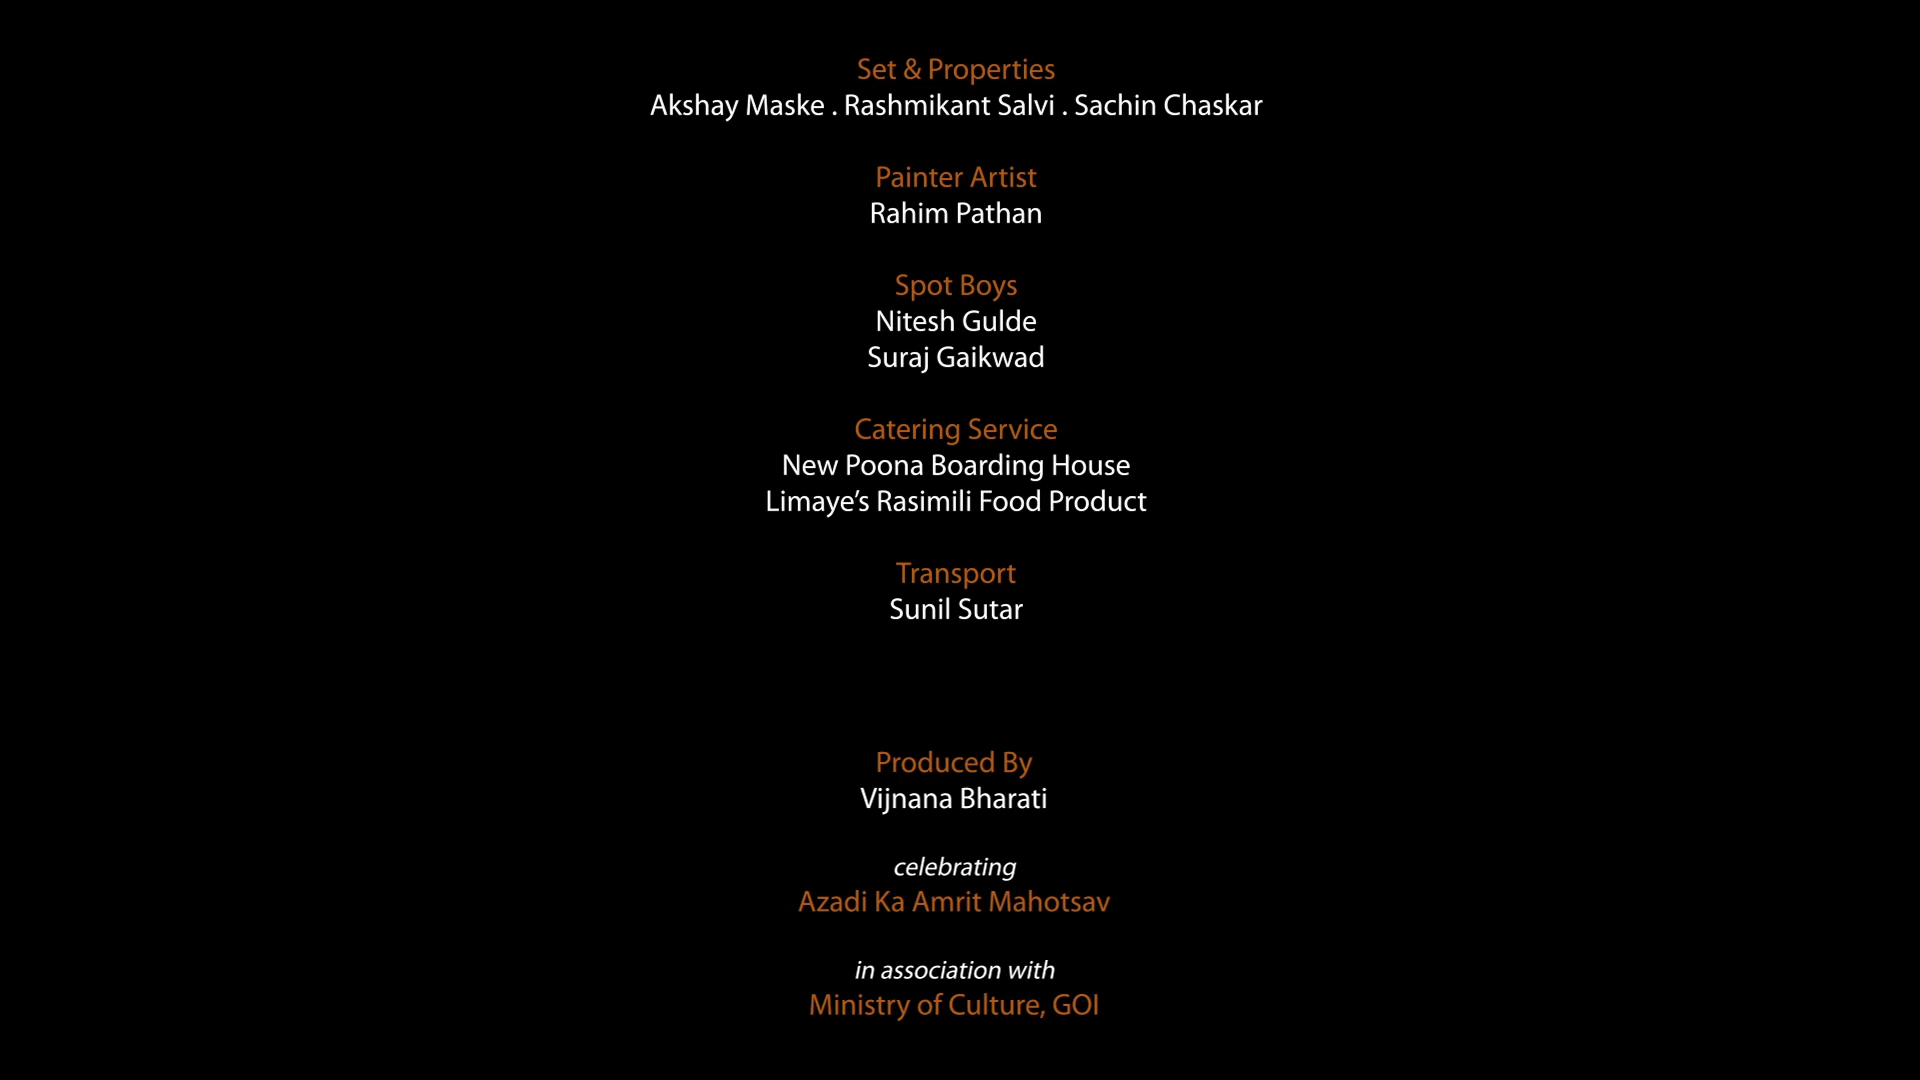 Set & Properties
Akshay Maske . Rashmikant Salvi . Sachin Chaskar
Painter Artist
Rahim Pathan
Spot Boys
Nitesh Gulde
Suraj Gaikwad
Catering Service
New Poona Boarding House
Limaye’s Rasimili Food Product
Transport
Sunil Sutar
Produced By
Vijnana Bharati
celebrating
Azadi Ka Amrit Mahotsav
in association with
Ministry of Culture, GOI